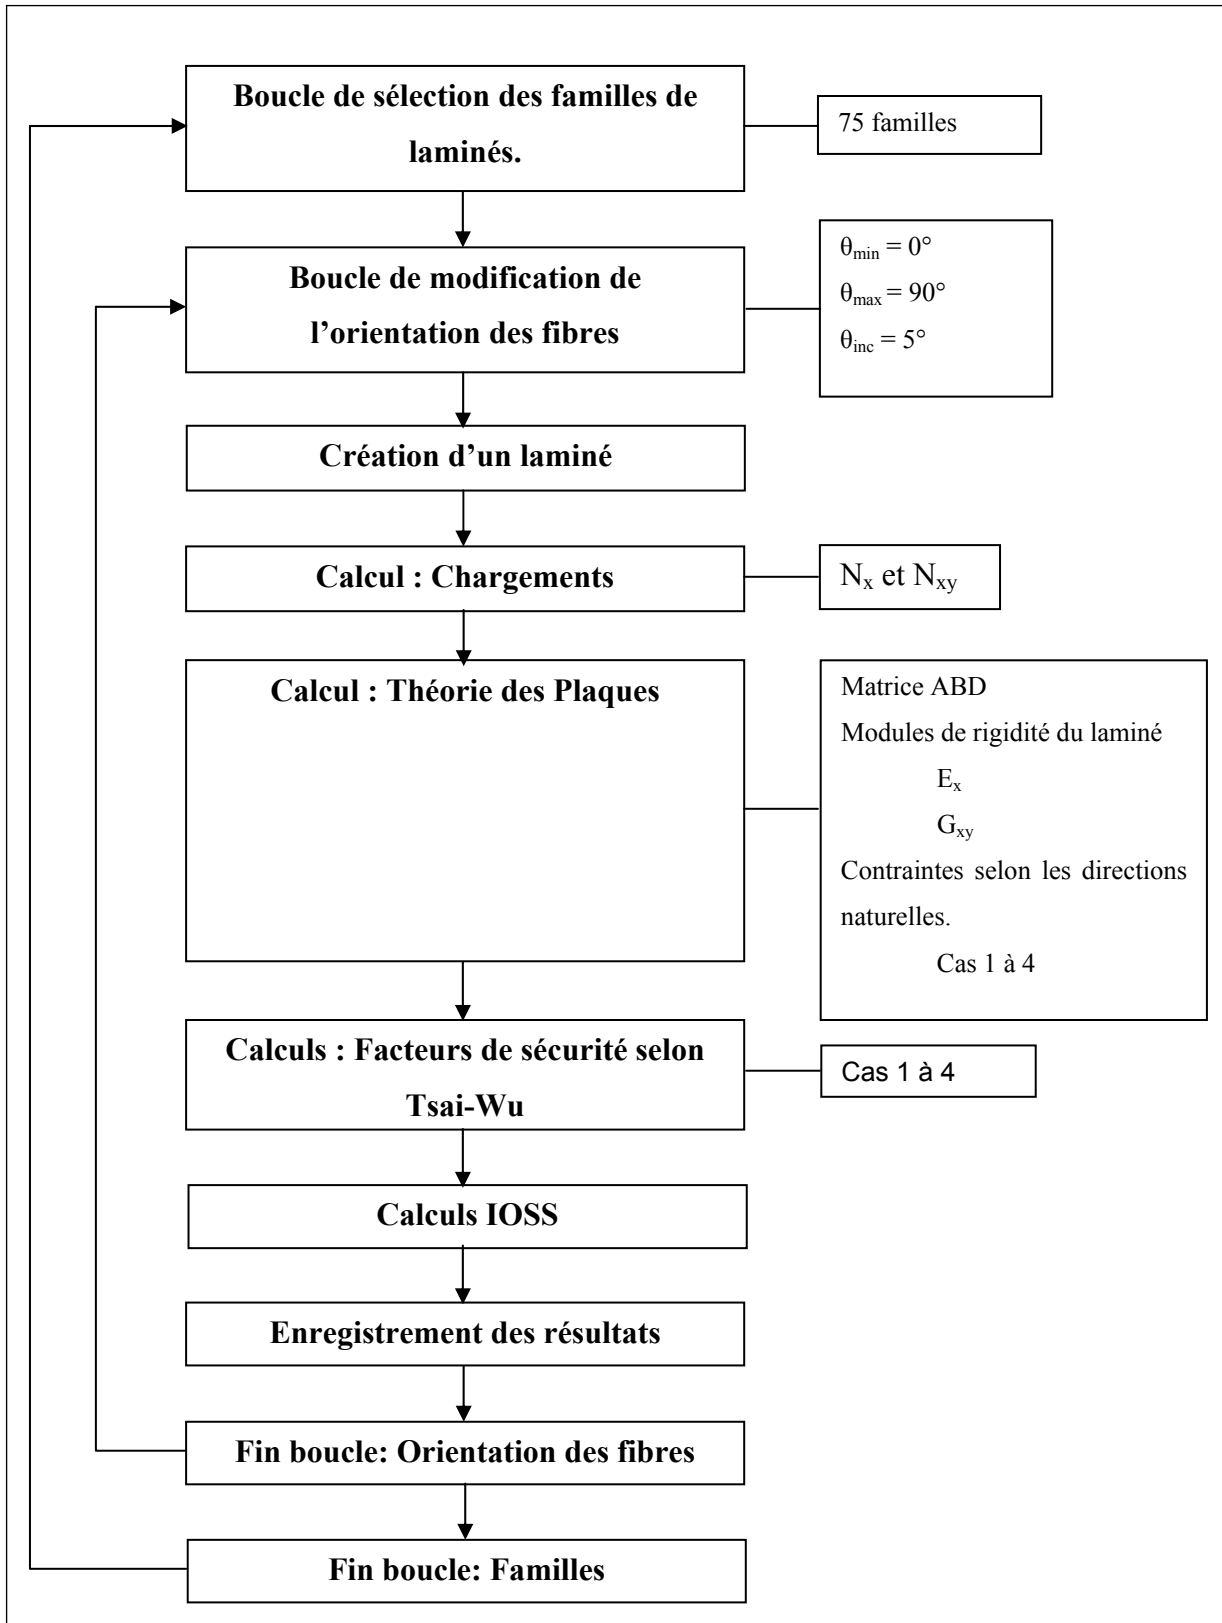 Boucle de sélection des familles de
laminés.
75 familles
Boucle de modification de
l’orientation des fibres
θmin = 0°
θmax = 90°
θinc = 5°
Création d’un laminé
Calcul : Chargements
Nx et Nxy
Calcul : Théorie des Plaques
Matrice ABD
Modules de rigidité du laminé
Ex
Gxy
Contraintes selon les directions
naturelles.
Cas 1 à 4
Calculs : Facteurs de sécurité selon
Tsai-Wu
Cas 1 à 4
Calculs IOSS
Enregistrement des résultats
Fin boucle: Orientation des fibres
Fin boucle: Familles